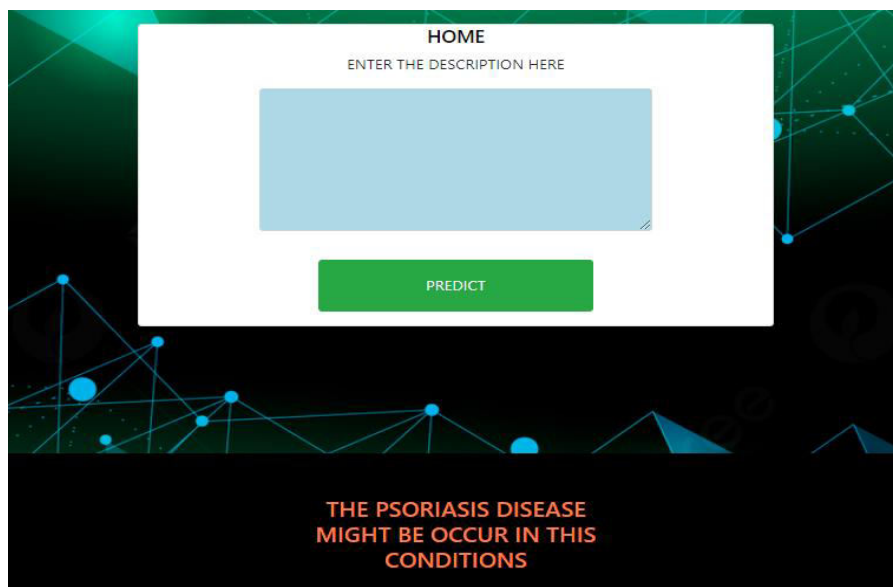 HOME
ENTER THE DESCRIPTION HERE
PREDICT
THE PSORIASIS DISEASE
MIGHT BE OCCUR IN THIS
CONDITIONS